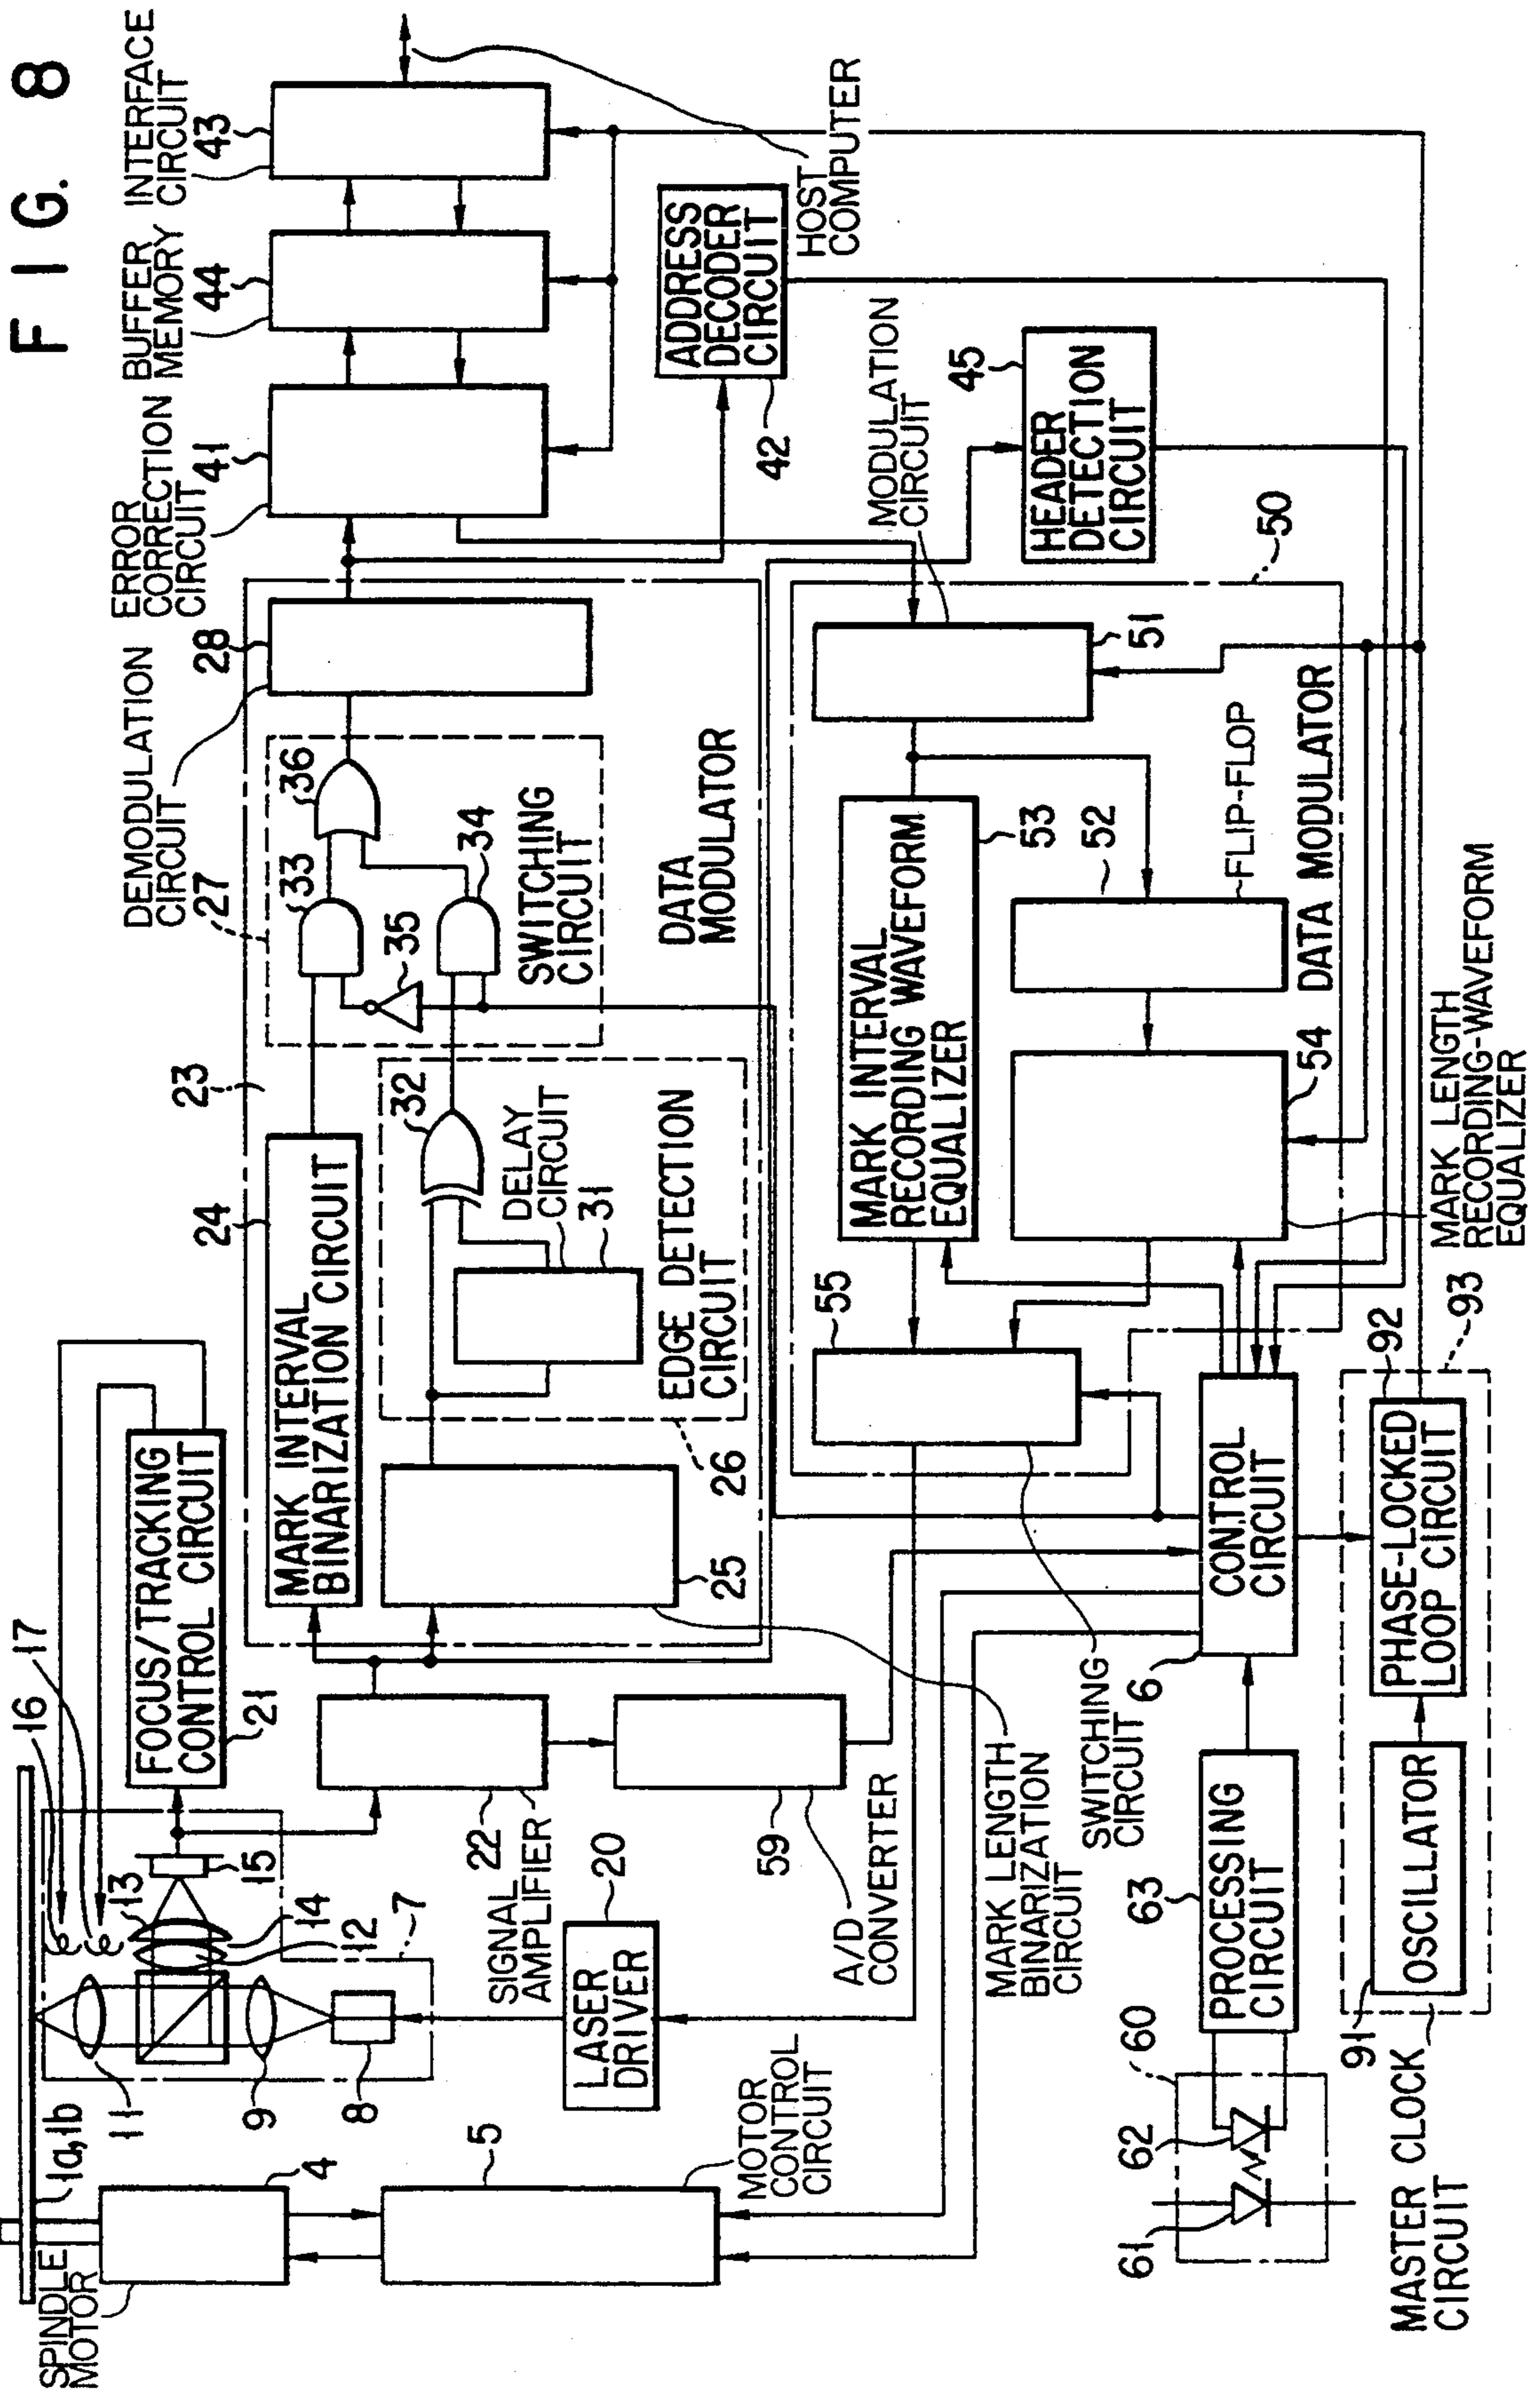 FIG. 8
SPINDLE
MOTOR
1a,1b
4
5
MOTOR
CONTROL
CIRCUIT
11
9
8
7
12
14
13
15
16
17
FOCUS/TRACKING
CONTROL CIRCUIT
21
22
SIGNAL
AMPLIFIER
LASER
DRIVER
20
59
A/D
CONVERTER
MARK INTERVAL
BINARIZATION CIRCUIT
24
23
25
MARK LENGTH
BINARIZATION
CIRCUIT
26
EDGE DETECTION
CIRCUIT
DELAY
CIRCUIT
31
32
27
33
34
35
36
SWITCHING
CIRCUIT
DATA
MODULATOR
DEMODULATION
CIRCUIT
28
ERROR
CORRECTION
CIRCUIT
41
BUFFER
MEMORY
44
INTERFACE
CIRCUIT
43
HOST
COMPUTER
ADDRESS
DECODER
CIRCUIT
42
HEADER
DETECTION
CIRCUIT
45
MODULATION
CIRCUIT
50
51
MARK INTERVAL
RECORDING WAVEFORM
EQUALIZER
53
52
FLIP-FLOP
DATA MODULATOR
54
MARK LENGTH
RECORDING-WAVEFORM
EQUALIZER
55
SWITCHING
CIRCUIT
CONTROL
CIRCUIT
6
PROCESSING
CIRCUIT
63
60
62
61
OSCILLATOR
91
PHASE-LOCKED
LOOP CIRCUIT
92
93
MASTER CLOCK
CIRCUIT